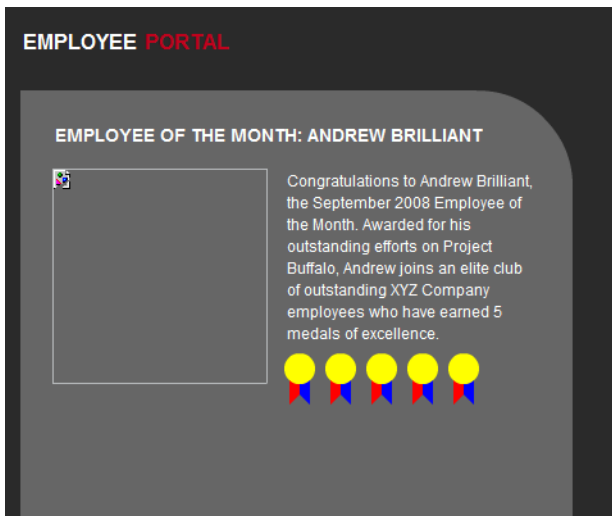 EMPLOYEE PORTAL
EMPLOYEE OF THE MONTH: ANDREW BRILLIANT
Congratulations to Andrew Brilliant,
the September 2008 Employee of
the Month. Awarded for his
outstanding efforts on Project
Buffalo, Andrew joins an elite club
of outstanding XYZ Company
employees who have earned 5
medals of excellence.